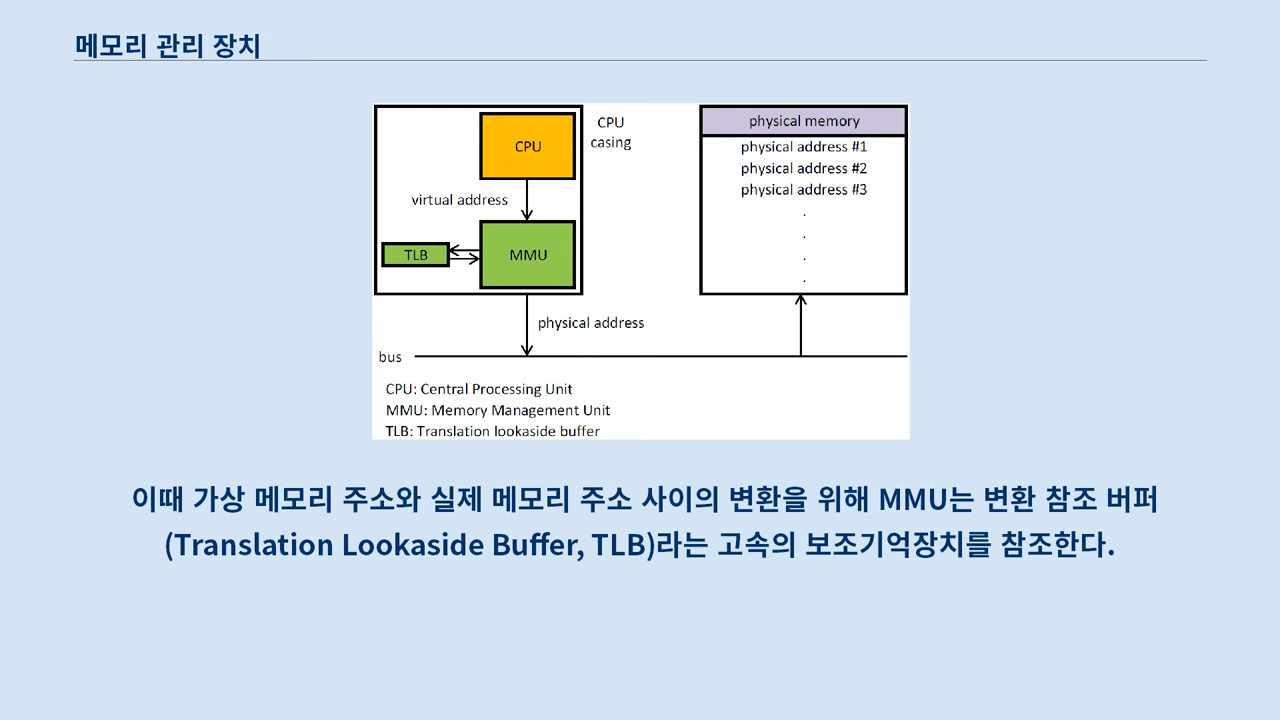 메모리 관리 장치
CPU
CPU
casing
virtual address
TLB
MMU
physical address
bus
physical memory
physical address #1
physical address #2
physical address #3
.
.
.
.
CPU: Central Processing Unit
MMU: Memory Management Unit
TLB: Translation lookaside buffer
이때 가상 메모리 주소와 실제 메모리 주소 사이의 변환을 위해 MMU는 변환 참조 버퍼
(Translation Lookaside Buffer, TLB)라는 고속의 보조기억장치를 참조한다.